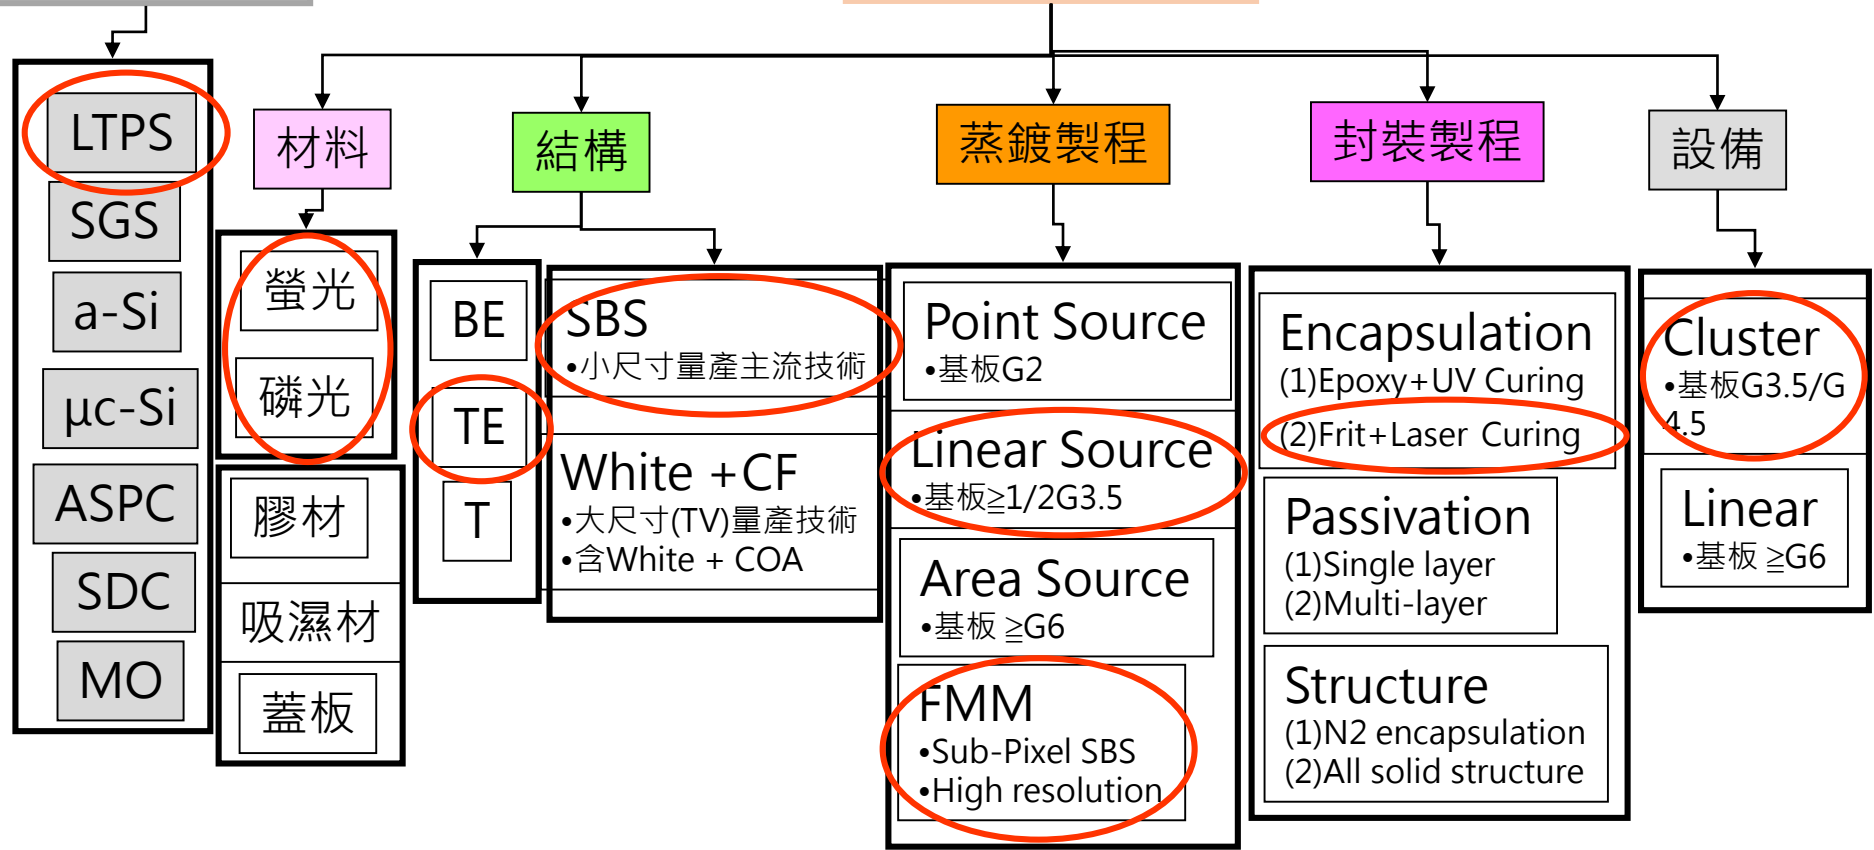 LTPS
SGS
a-Si
μc-Si
ASPC
SDC
MO
材料
螢光
磷光
膠材
吸濕材
蓋板
結構
BE
TE
T
SBS
•小尺寸量產主流技術
White +CF
•大尺寸(TV)量產技術
•含White + COA
蒸鍍製程
Point Source
•基板G2
Linear Source
•基板≧1/2G3.5
Area Source
•基板 ≧G6
FMM
•Sub-Pixel SBS
•High resolution
封裝製程
Encapsulation
(1)Epoxy+UV Curing
(2)Frit+Laser Curing
Passivation
(1)Single layer
(2)Multi-layer
Structure
(1)N2 encapsulation
(2)All solid structure
設備
Cluster
•基板G3.5/G
4.5
Linear
•基板 ≧G6